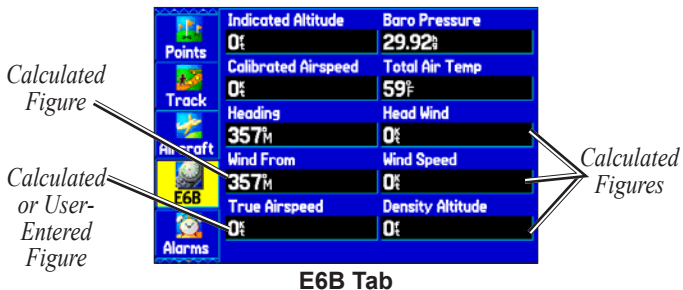 Indicated Altitude Baro Pressure
Points
0ft 29.92"
Calibrated Airspeed Total Air Temp
Track
0kt 59°F
Heading Head Wind
Aircraft
357°M 0kt
Wind From Wind Speed
E6B
357°M 0kt
True Airspeed Density Altitude
Alarms
0kt 0ft
Calculated
Figure
Calculated
or User-
Entered
Figure
Calculated
Figures
E6B Tab